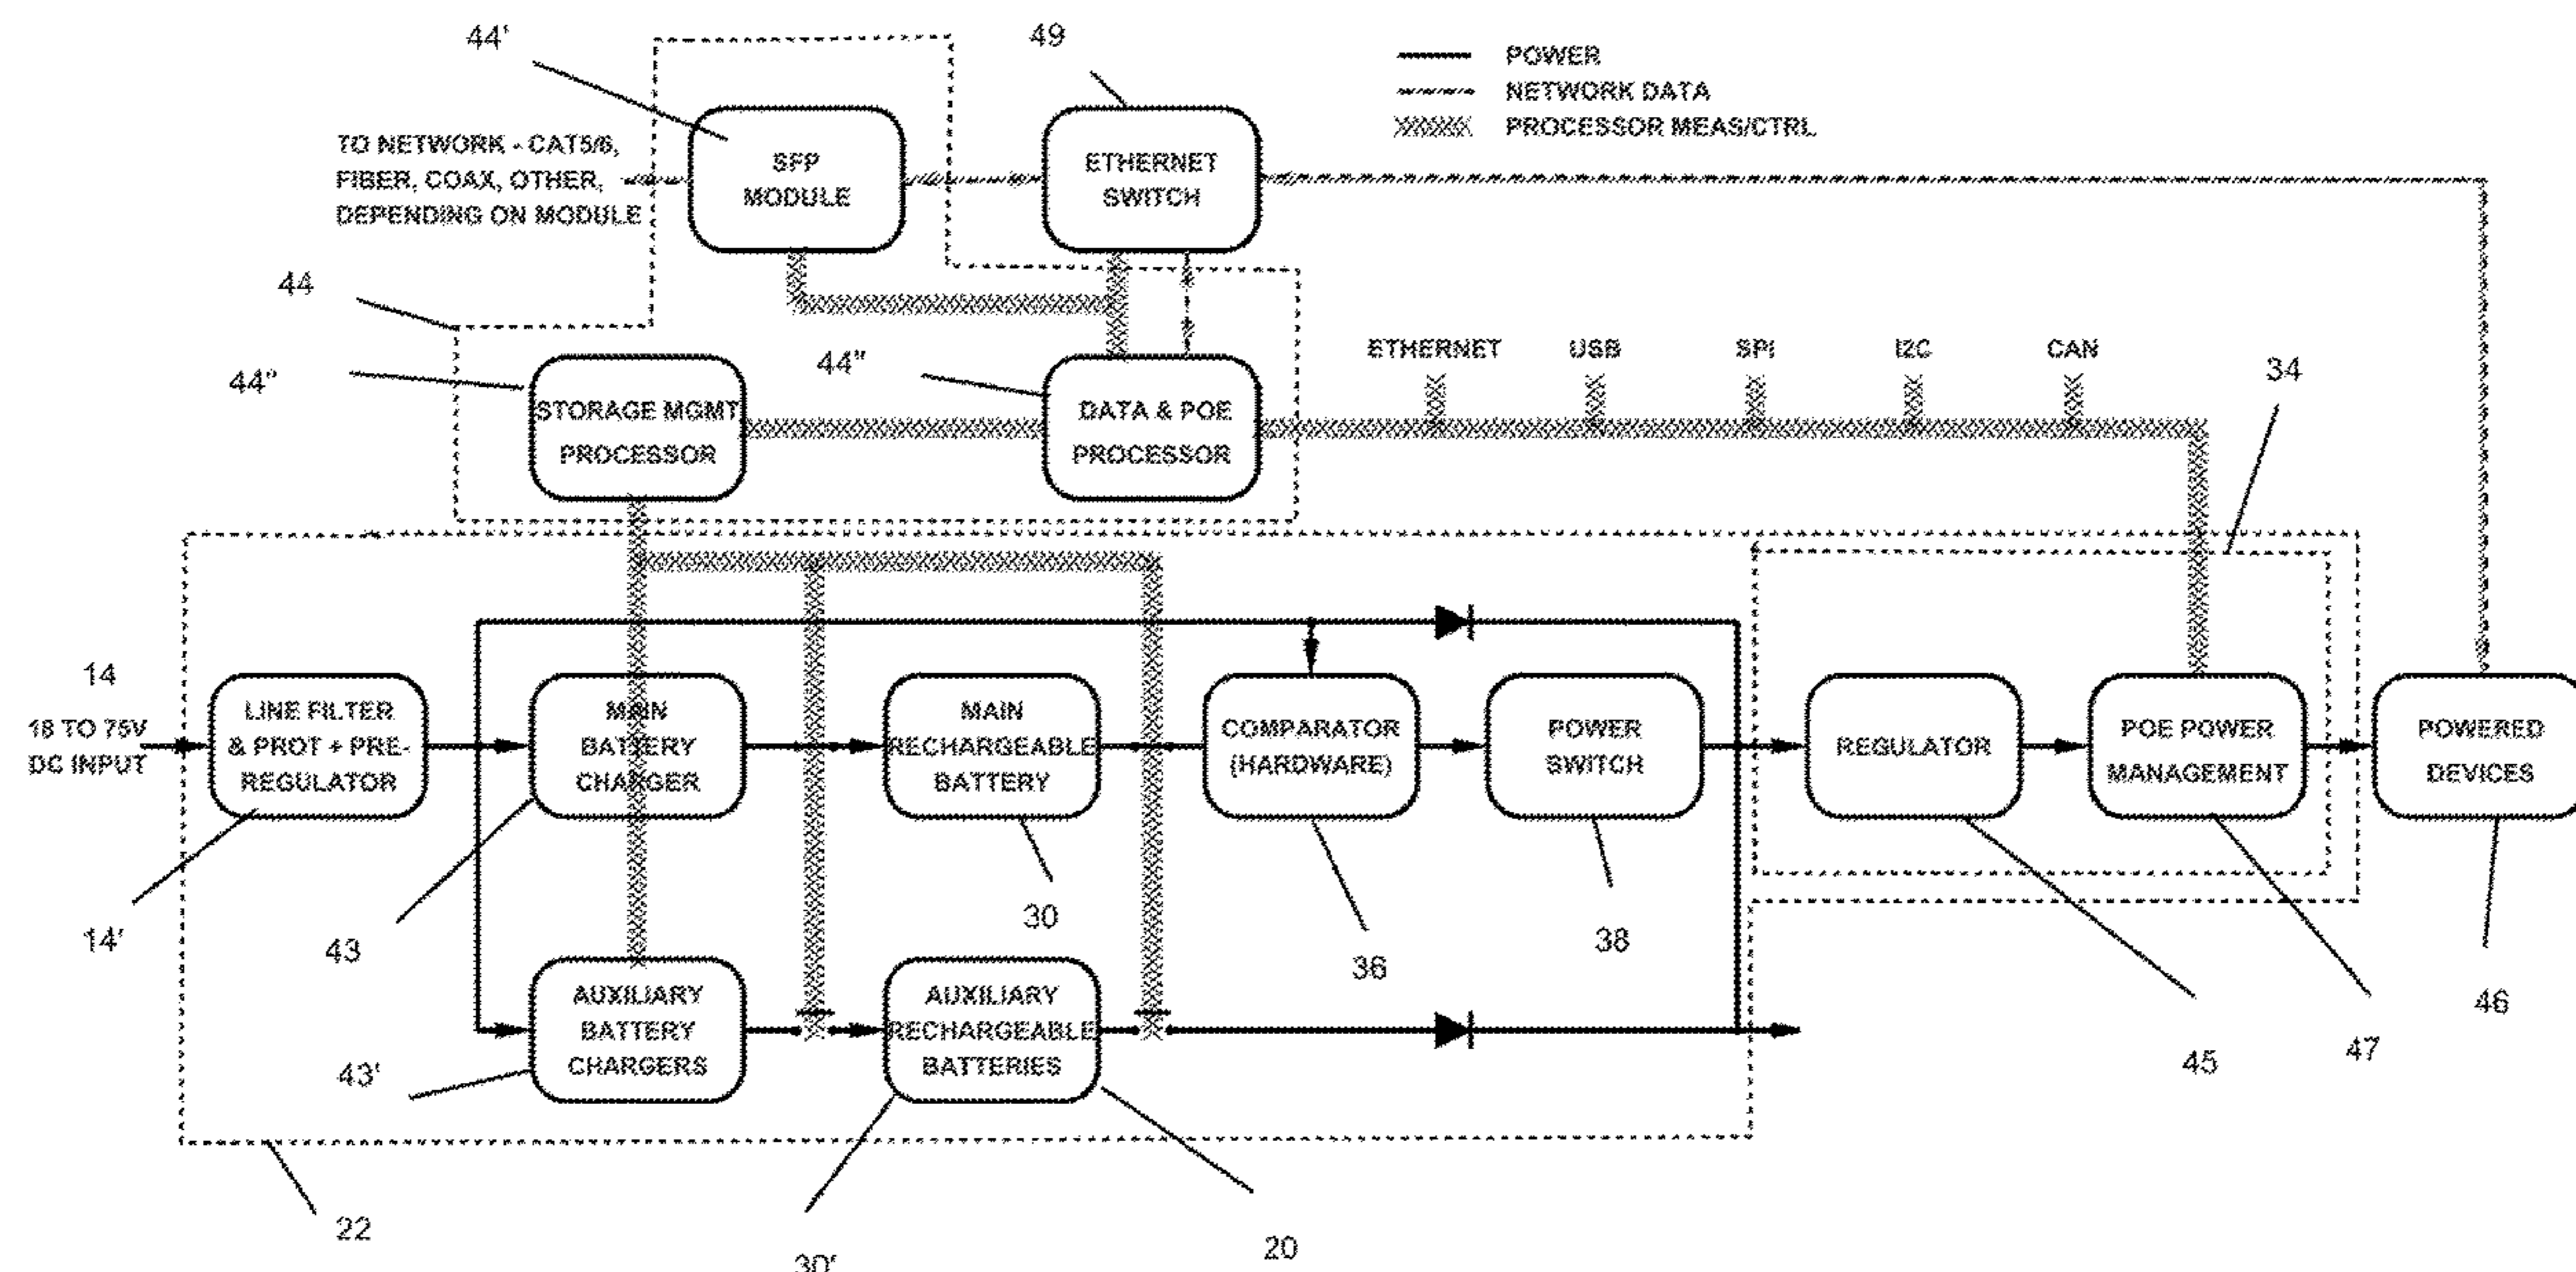 44'
49
POWER
NETWORK DATA
PROCESSOR MEAS/CTRL
TO NETWORK - CAT5/6,
FIBER, COAX, OTHER,
DEPENDING ON MODULE
SFP
MODULE
ETHERNET
SWITCH
44
44"
44"
STORAGE MGMT
PROCESSOR
DATA & POE
PROCESSOR
ETHERNET
USB
SPI
I2C
CAN
34
14
18 TO 75V
DC INPUT
LINE FILTER
& PROT + PRE-
REGULATOR
MAIN
BATTERY
CHARGER
MAIN
RECHARGEABLE
BATTERY
COMPARATOR
(HARDWARE)
POWER
SWITCH
REGULATOR
POE POWER
MANAGEMENT
POWERED
DEVICES
14'
43
30
36
38
45
47
46
43'
AUXILIARY
BATTERY
CHARGERS
AUXILIARY
RECHARGEABLE
BATTERIES
22
30'
20